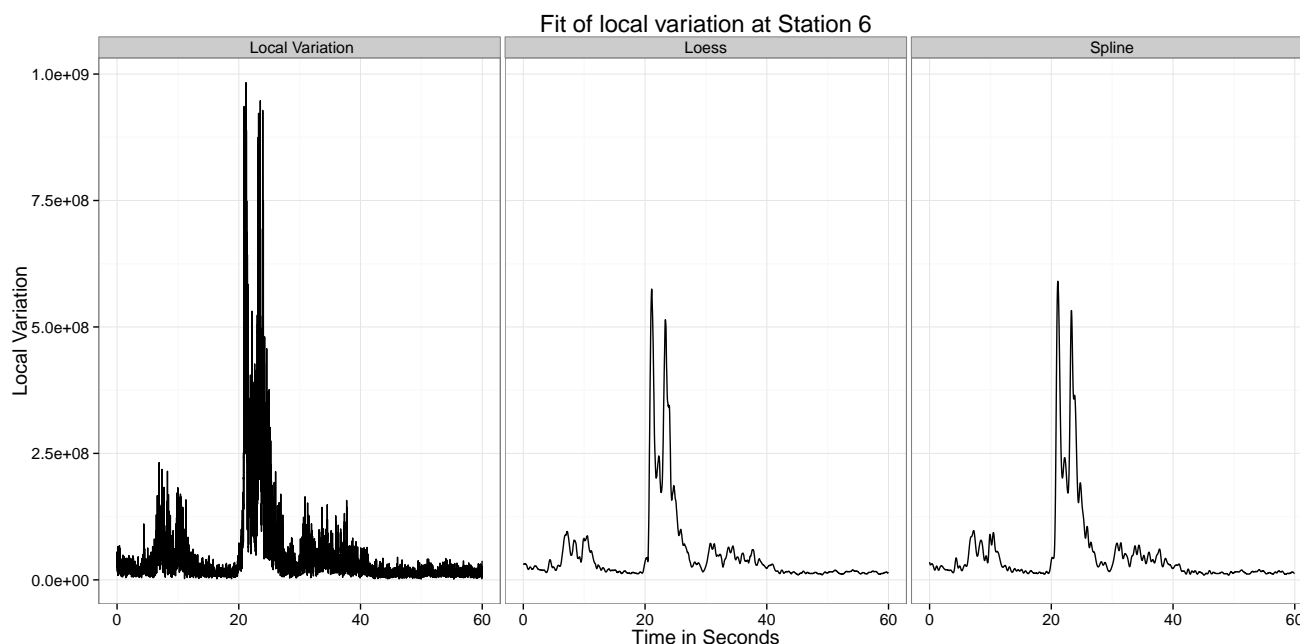 Fit of local variation at Station 6
Local Variation
Loess
Spline
Local Variation
1.0e+09
7.5e+08
5.0e+08
2.5e+08
0.0e+00
0 20 40 60 0 20 40 60 0 20 40 60
Time in Seconds